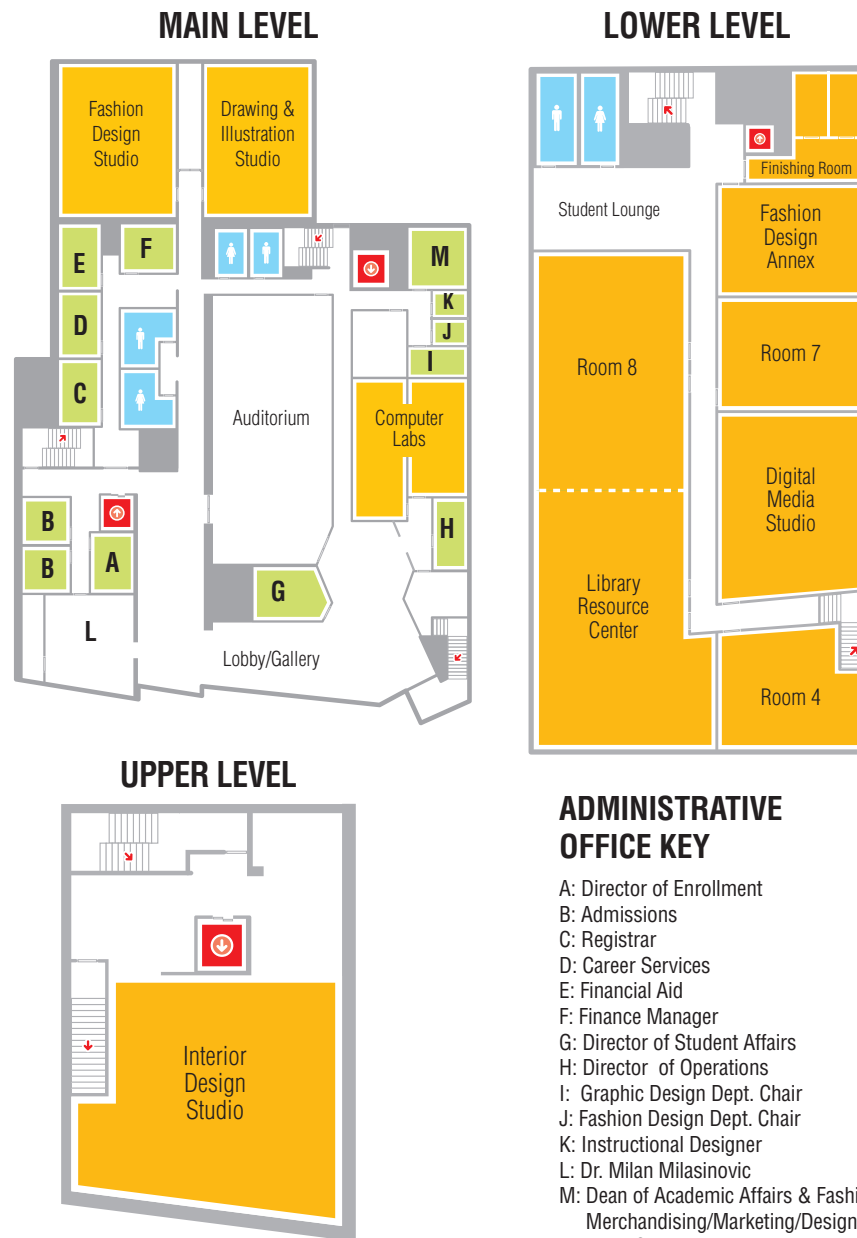 MAIN LEVEL
Fashion
Design
Studio
Drawing &
Illustration
Studio
E
F
D
C
M
K
J
I
Auditorium
Computer
Labs
B
B
A
H
G
L
Lobby/Gallery
LOWER LEVEL
Finishing Room
Student Lounge
Fashion
Design
Annex
Room 8
Room 7
Digital
Media
Studio
Library
Resource
Center
Room 4
UPPER LEVEL
Interior
Design
Studio
ADMINISTRATIVE
OFFICE KEY
A: Director of Enrollment
B: Admissions
C: Registrar
D: Career Services
E: Financial Aid
F: Finance Manager
G: Director of Student Affairs
H: Director of Operations
I: Graphic Design Dept. Chair
J: Fashion Design Dept. Chair
K: Instructional Designer
L: Dr. Milan Milasinovic
M: Dean of Academic Affairs & Fashi
Merchandising/Marketing/Design